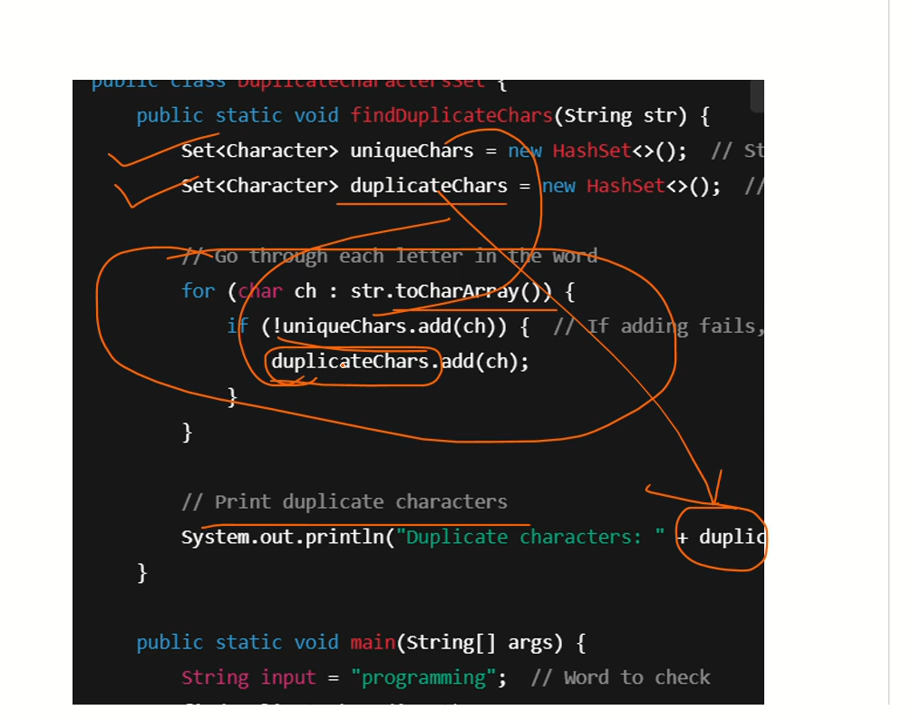 public class DuplicateCharactersSet {
public static void findDuplicateChars(String str) {
Set<Character> uniqueChars = new HashSet<>(); // St
Set<Character> duplicateChars = new HashSet<>(); //
// Go through each letter in the word
for (char ch : str.toCharArray()) {
if (!uniqueChars.add(ch)) { // If adding fails,
duplicateChars.add(ch);
}
}
// Print duplicate characters
System.out.println("Duplicate characters: " + duplic
}
public static void main(String[] args) {
String input = "programming"; // Word to check